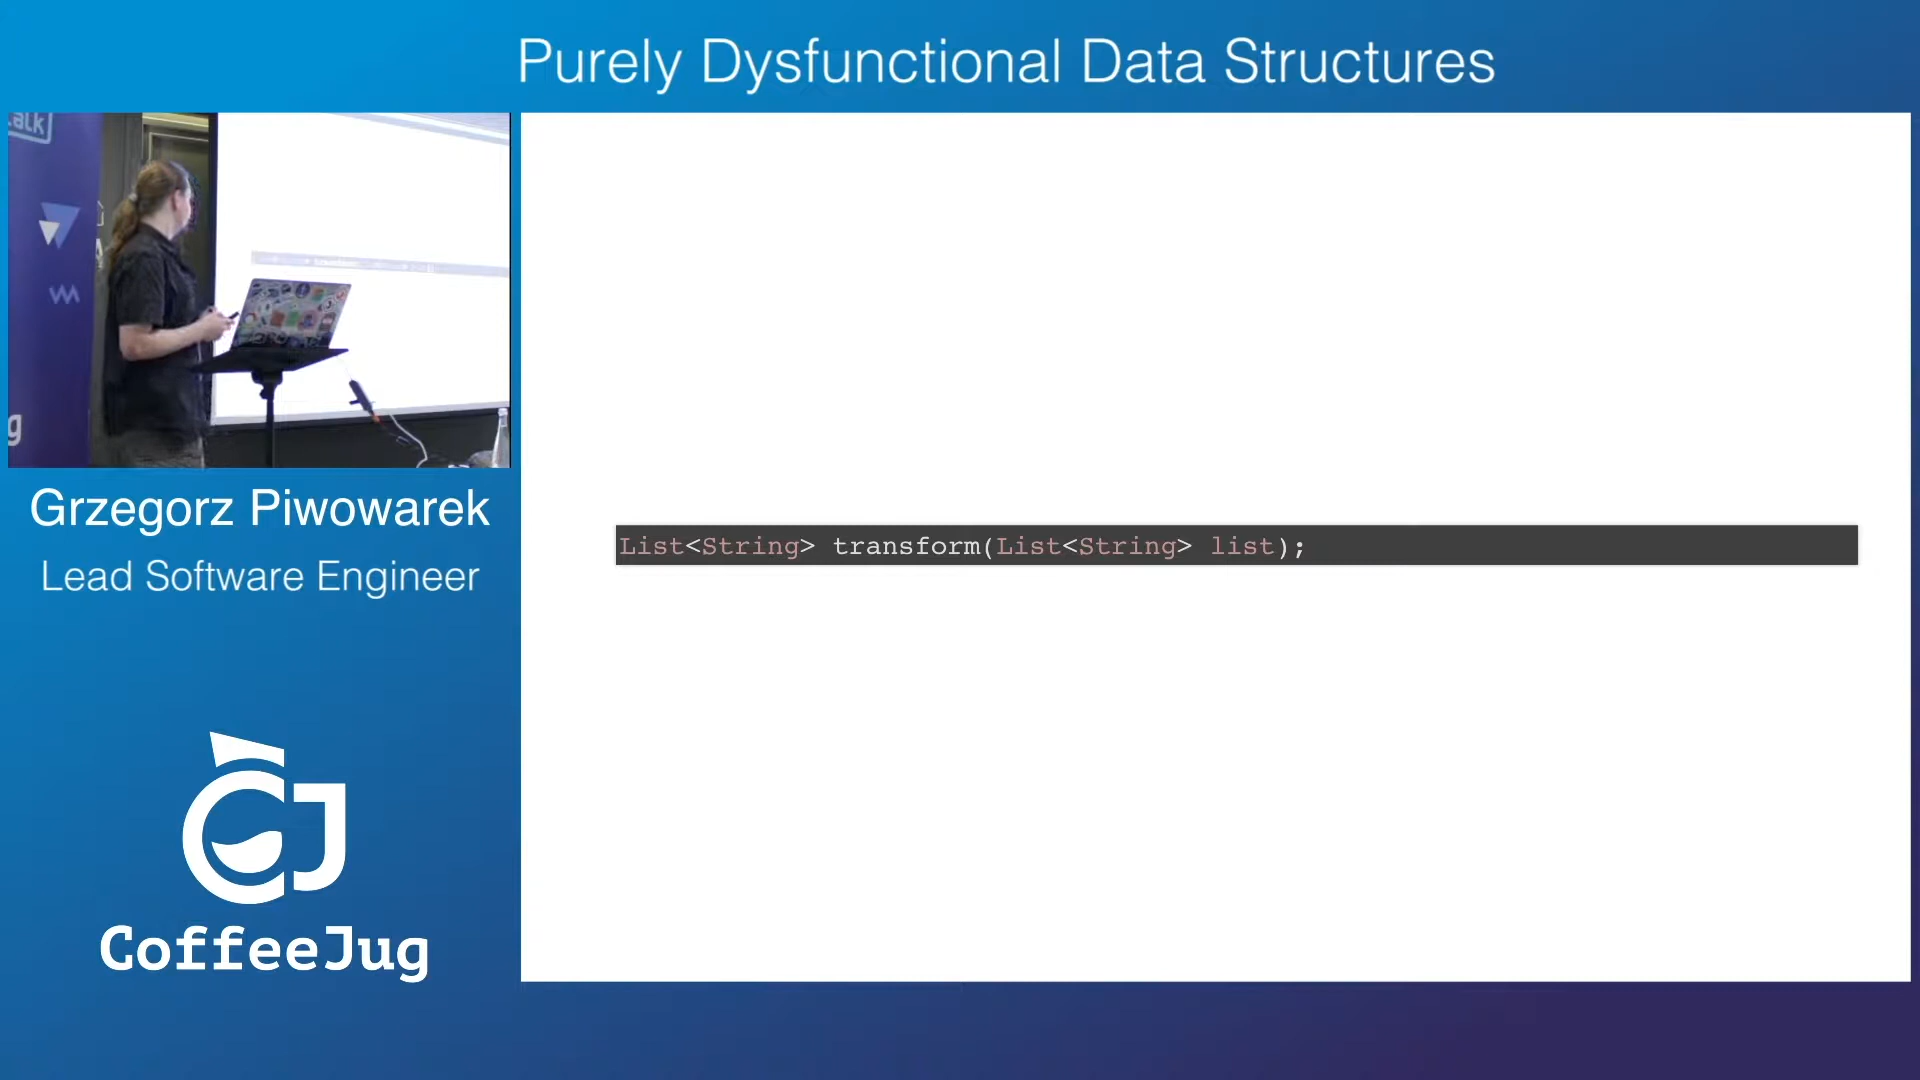 Purely Dysfunctional Data Structures
Grzegorz Piwowarek
Lead Software Engineer
CoffeeJug
List<String> transform(List<String> list);